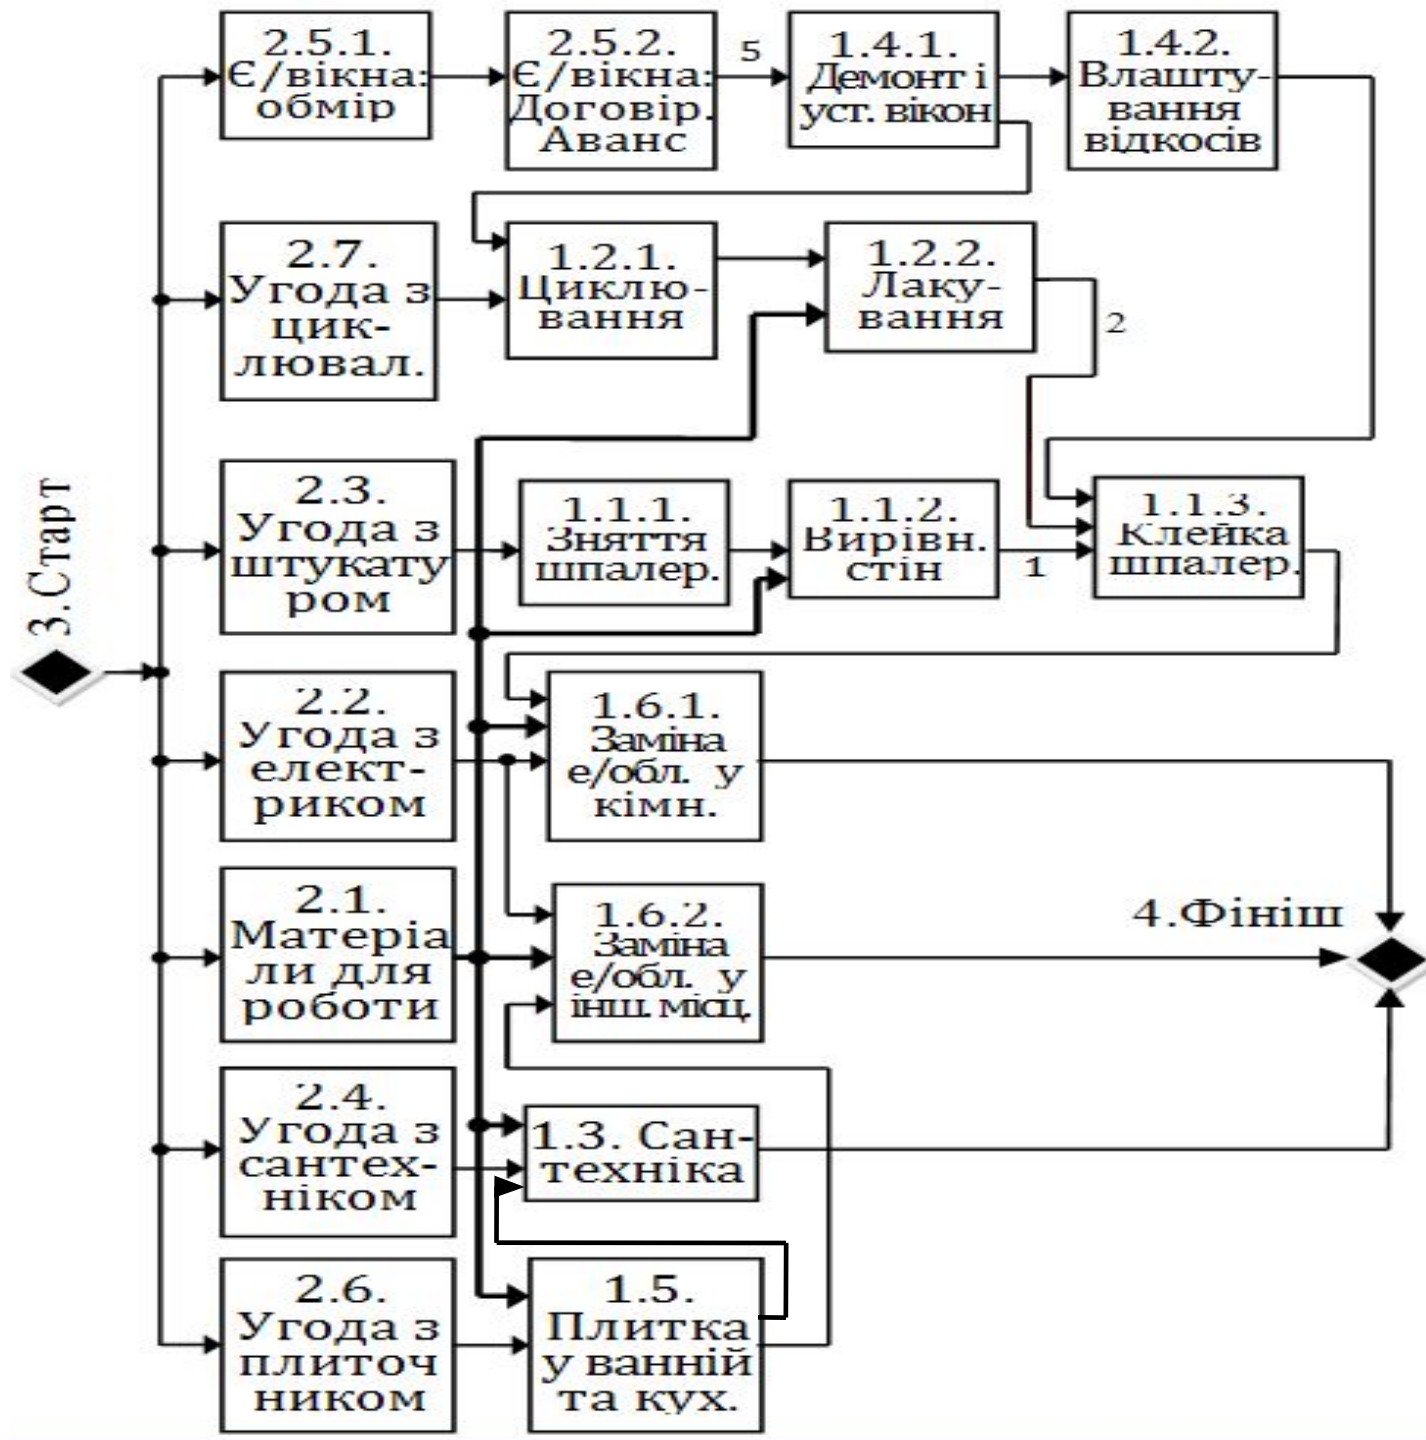 2.5.1.
Є/вікна:
обмір
2.5.2.
Є/вікна:
Договір.
Аванс
5
1.4.1.
Демонт і
уст. вікон
1.4.2.
Влашту-
вання
відкосів
2.7.
Угода з
цик-
лювал.
1.2.1.
Циклю-
вання
1.2.2.
Лаку-
вання
2
3.Старт
2.3.
Угода з
штукату
ром
1.1.1.
Зняття
шпалер.
1.1.2.
Вирівн.
стін
1
1.1.3.
Клейка
шпалер.
2.2.
Угода з
елект-
риком
1.6.1.
Заміна
е/обл. у
кімн.
2.1.
Матеріа
ли для
роботи
1.6.2.
Заміна
е/обл. у
інш. місц.
4.Фініш
2.4.
Угода з
сантех-
ніком
1.3. Сан-
техніка
2.6.
Угода з
плиточ
ником
1.5.
Плитка
у ванній
та кух.